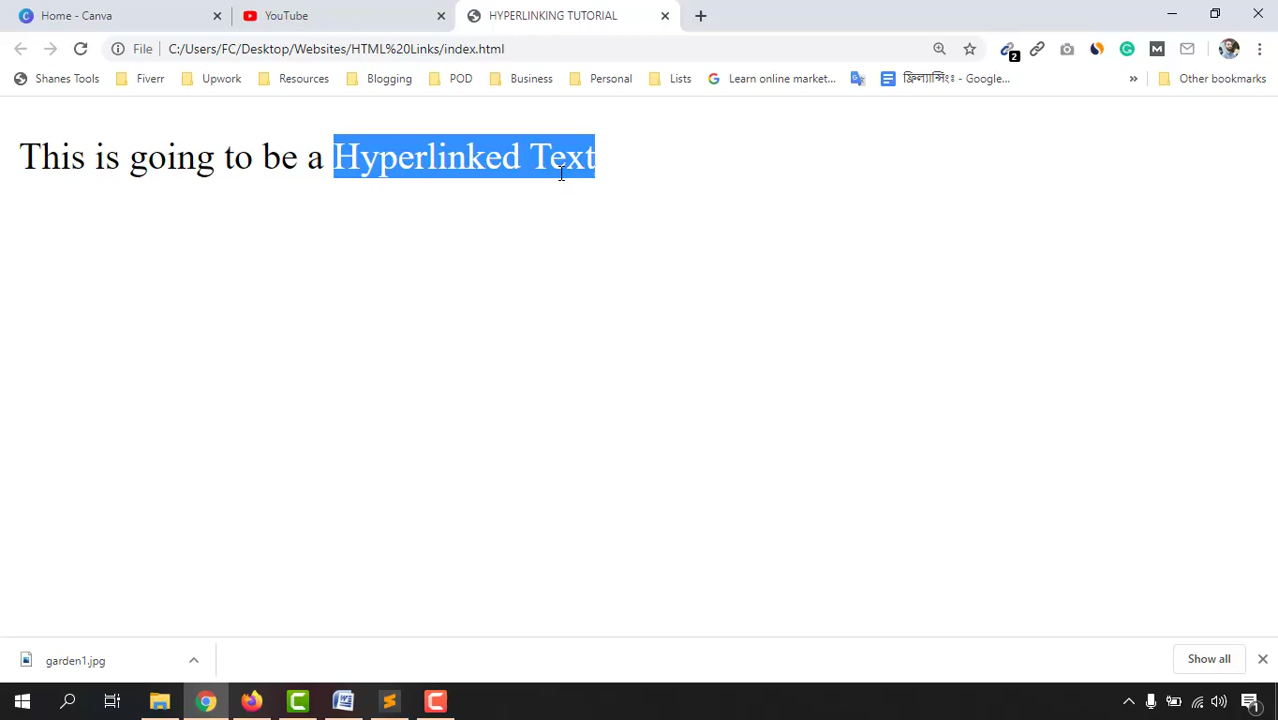 Home - Canva
YouTube
HYPERLINKING TUTORIAL
File
C:/Users/FC/Desktop/Websites/HTML%20Links/index.html
2
M
Shanes Tools
Fiverr
Upwork
Resources
Blogging
POD
Business
Personal
Lists
Learn online market...
ফ্রিল্যান্সিংঃ - Google...
»
Other bookmarks
This is going to be a Hyperlinked Text
garden1.jpg
Show all
1